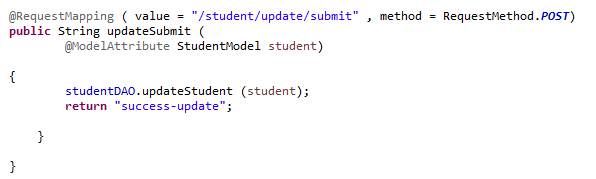 @RequestMapping ( value = "/student/update/submit" , method = RequestMethod.POST)
public String updateSubmit (
@ModelAttribute StudentModel student)
{
studentDAO.updateStudent (student);
return "success-update";
}
}